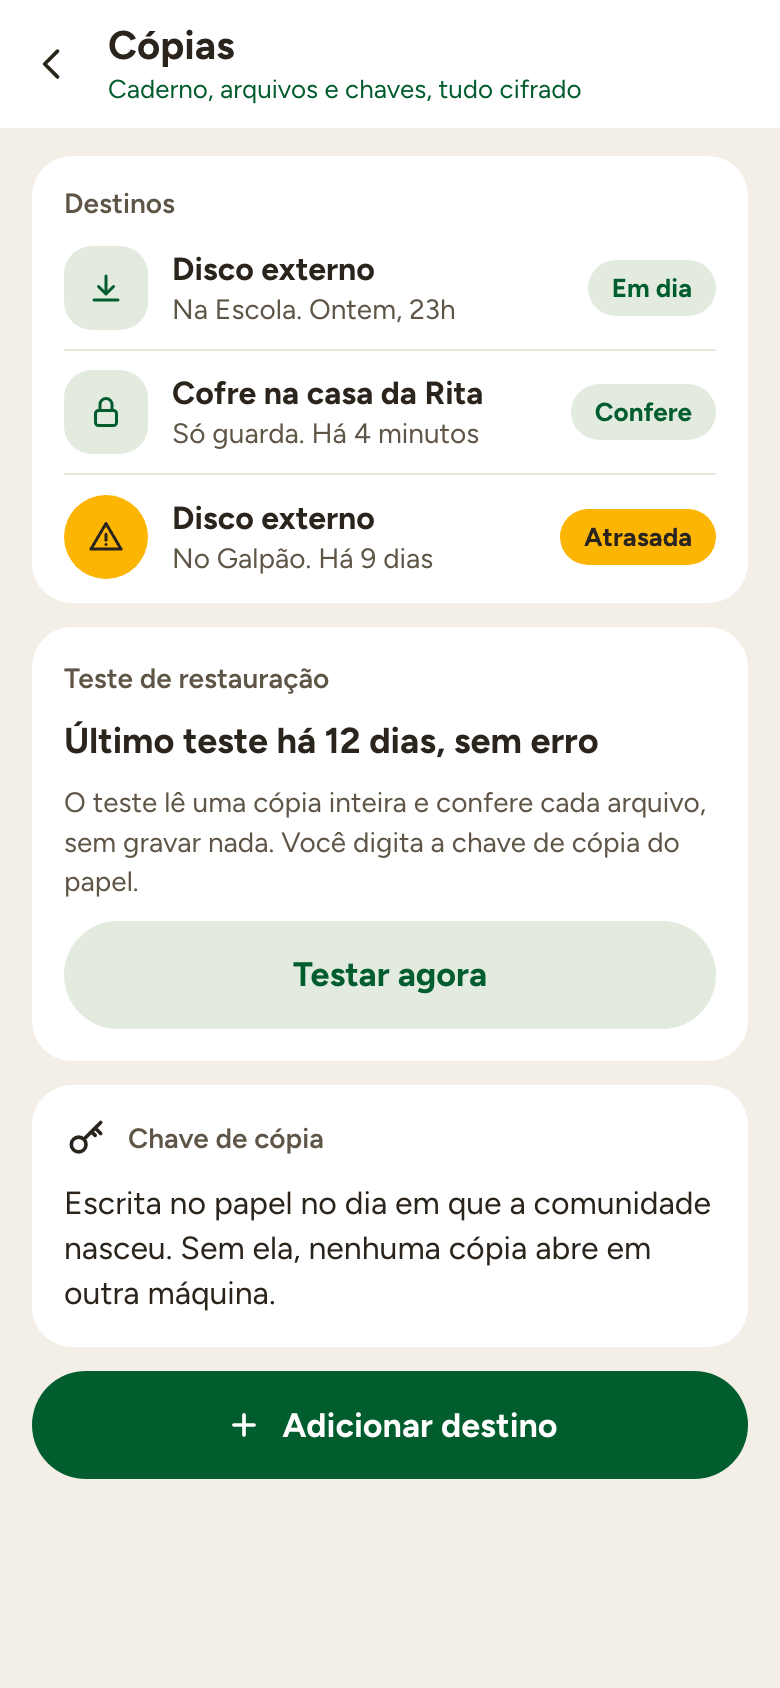 Cópias
Caderno, arquivos e chaves, tudo cifrado
Destinos
Disco externo
Na Escola. Ontem, 23h
Em dia
Cofre na casa da Rita
Só guarda. Há 4 minutos
Confere
Disco externo
No Galpão. Há 9 dias
Atrasada
Teste de restauração
Último teste há 12 dias, sem erro
O teste lê uma cópia inteira e confere cada arquivo,
sem gravar nada. Você digita a chave de cópia do
papel.
Testar agora
Chave de cópia
Escrita no papel no dia em que a comunidade
nasceu. Sem ela, nenhuma cópia abre em
outra máquina.
Adicionar destino